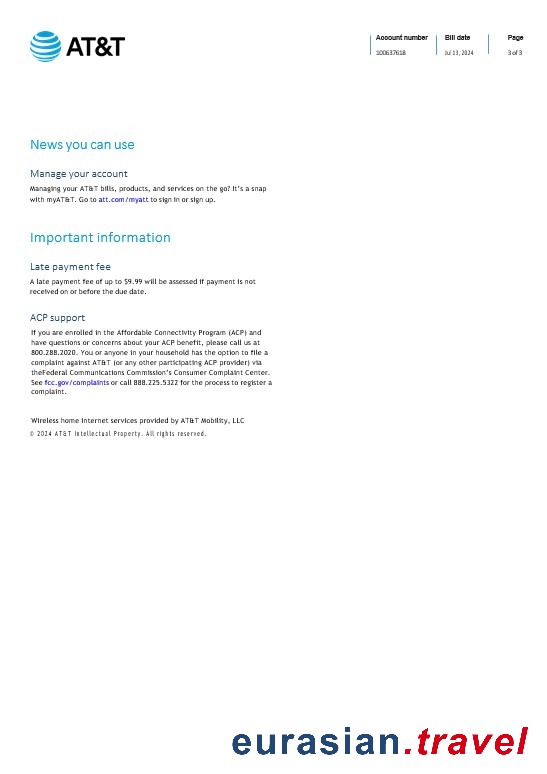 AT&T
Account number
Bill date
Page
100637618
Jul 13, 2024
3 of 3
News you can use
Manage your account
Managing your AT&T bills, products, and services on the go? It's a snap
with myAT&T. Go to att.com/myatt to sign in or sign up.
Important information
Late payment fee
A late payment fee of up to $9.99 will be assessed if payment is not
received on or before the due date.
ACP support
If you are enrolled in the Affordable Connectivity Program (ACP) and
have questions or concerns about your ACP benefit, please call us at
800.288.2020. You or anyone in your household has the option to file a
complaint against AT&T (or any other participating ACP provider) via
theFederal Communications Commission's Consumer Complaint Center.
See fcc.gov/complaints or call 888.225.5322 for the process to register a
complaint.
Wireless home internet services provided by AT&T Mobility, LLC
© 2024 AT&T Intellectual Property. All rights reserved.
eurasian.travel